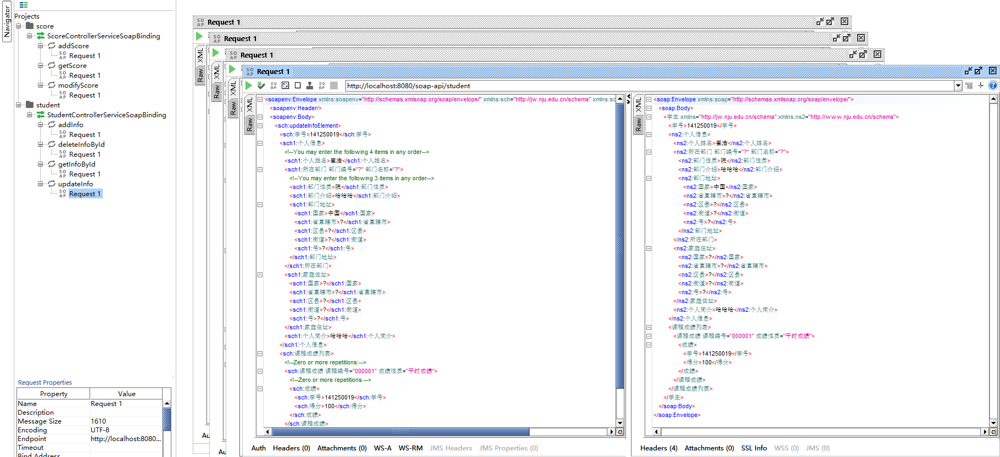 Navigator
Projects
score
ScoreControllerServiceSoapBinding
addScore
SOAP Request 1
getScore
SOAP Request 1
modifyScore
SOAP Request 1
student
StudentControllerServiceSoapBinding
addInfo
SOAP Request 1
deleteInfoById
SOAP Request 1
getInfoById
SOAP Request 1
updateInfo
SOAP Request 1
Request Properties
Property Value
Name Request 1
Description
Message Size 1610
Encoding UTF-8
Endpoint http://localhost:8080...
Timeout
Bind Address
SOAP Request 1
XML
Raw
Au
SOAP Request 1
XML
Raw
Au
SOAP Request 1
XML
Raw
SOAP Request 1
http://localhost:8080/soap-api/student
XML
Raw
<soapenv:Envelope xmlns:soapenv="http://schemas.xmlsoap.org/soap/envelope/" xmlns:sch="http://jw.nju.edu.cn/schema" xmlns:sc
<soapenv:Header/>
<soapenv:Body>
<sch:updateInfoElement>
<sch:学号>141250019</sch:学号>
<sch1:个人信息>
<!--You may enter the following 4 items in any order-->
<sch1:个人姓名>崔浩</sch1:个人姓名>
<sch1:所在部门 部门编号="?" 部门名称="?">
<!--You may enter the following 3 items in any order-->
<sch1:部门性质>院</sch1:部门性质>
<sch1:部门介绍>哈哈哈</sch1:部门介绍>
<sch1:部门地址>
<sch1:国家>中国</sch1:国家>
<sch1:省直辖市>?</sch1:省直辖市>
<sch1:区县>?</sch1:区县>
<sch1:街道>?</sch1:街道>
<sch1:号>?</sch1:号>
</sch1:部门地址>
</sch1:所在部门>
<sch1:家庭住址>
<sch1:国家>?</sch1:国家>
<sch1:省直辖市>?</sch1:省直辖市>
<sch1:区县>?</sch1:区县>
<sch1:街道>?</sch1:街道>
<sch1:号>?</sch1:号>
</sch1:家庭住址>
<sch1:个人简介>哈哈哈</sch1:个人简介>
</sch1:个人信息>
<sch:课程成绩列表>
<!--Zero or more repetitions:-->
<sch:课程成绩 课程编号="000001" 成绩性质="平时成绩">
<!--Zero or more repetitions:-->
<sch:成绩>
<sch:学号>141250019</sch:学号>
<sch:得分>100</sch:得分>
</sch:成绩>
</sch:课程成绩>
Auth Headers (0) Attachments (0) WS-A WS-RM JMS Headers JMS Properties (0)
XML
Raw
<soap:Envelope xmlns:soap="http://schemas.xmlsoap.org/soap/envelope/">
<soap:Body>
<学生 xmlns="http://jw.nju.edu.cn/schema" xmlns:ns2="http://www.nju.edu.cn/schema">
<学号>141250019</学号>
<ns2:个人信息>
<ns2:个人姓名>崔浩</ns2:个人姓名>
<ns2:所在部门 部门编号="?" 部门名称="?">
<ns2:部门性质>院</ns2:部门性质>
<ns2:部门介绍>哈哈哈</ns2:部门介绍>
<ns2:部门地址>
<ns2:国家>中国</ns2:国家>
<ns2:省直辖市>?</ns2:省直辖市>
<ns2:区县>?</ns2:区县>
<ns2:街道>?</ns2:街道>
<ns2:号>?</ns2:号>
</ns2:部门地址>
</ns2:所在部门>
<ns2:家庭住址>
<ns2:国家>?</ns2:国家>
<ns2:省直辖市>?</ns2:省直辖市>
<ns2:区县>?</ns2:区县>
<ns2:街道>?</ns2:街道>
<ns2:号>?</ns2:号>
</ns2:家庭住址>
<ns2:个人简介>哈哈哈</ns2:个人简介>
</ns2:个人信息>
<课程成绩列表>
<课程成绩 课程编号="000001" 成绩性质="平时成绩">
<成绩>
<学号>141250019</学号>
<得分>100</得分>
</成绩>
</课程成绩>
</课程成绩列表>
</学生>
</soap:Body>
</soap:Envelope>
Headers (4) Attachments (0) SSL Info WSS (0) JMS (0)